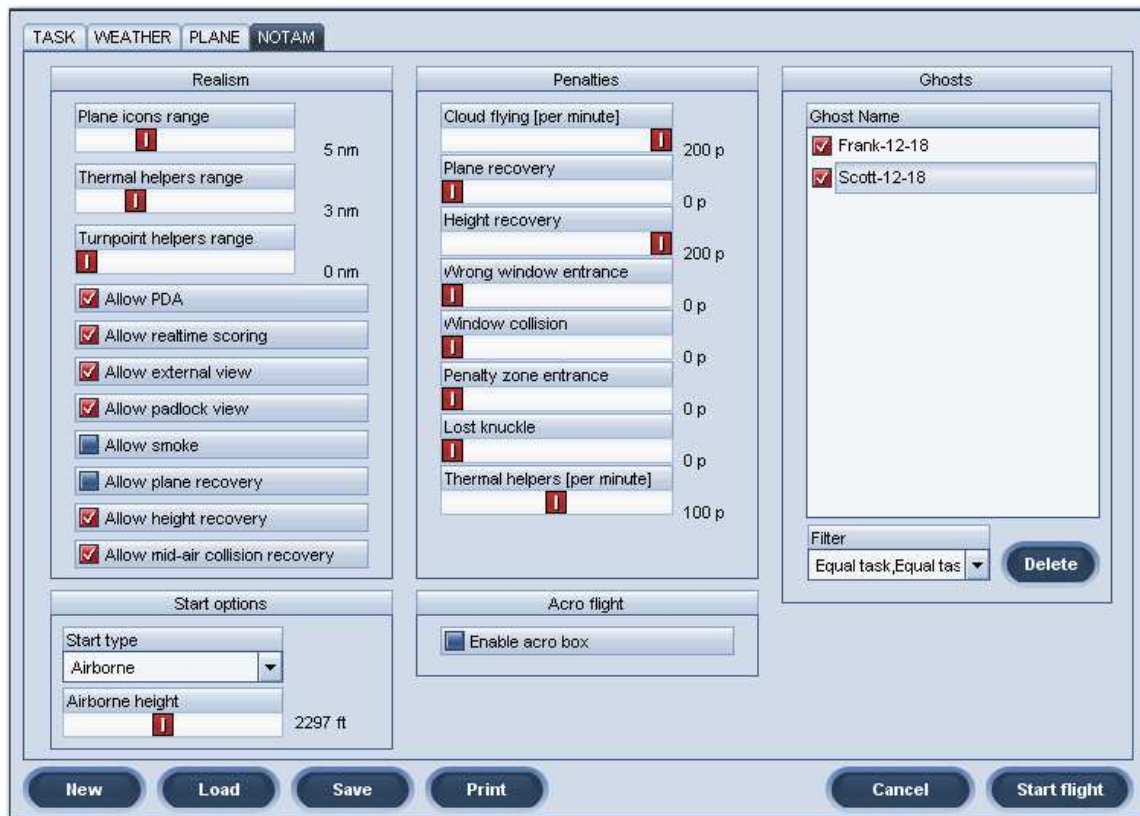 TASK WEATHER PLANE NOTAM
Realism
Plane icons range
5 nm
Thermal helpers range
3 nm
Turnpoint helpers range
0 nm
Allow PDA
Allow realtime scoring
Allow external view
Allow padlock view
Allow smoke
Allow plane recovery
Allow height recovery
Allow mid-air collision recovery
Start options
Start type
Airborne
Airborne height
2297 ft
Penalties
Cloud flying [per minute]
200 p
Plane recovery
0 p
Height recovery
200 p
Wrong window entrance
0 p
Window collision
0 p
Penalty zone entrance
0 p
Lost knuckle
0 p
Thermal helpers [per minute]
100 p
Acro flight
Enable acro box
Ghosts
Ghost Name
Frank-12-18
Scott-12-18
Filter
Equal task,Equal tas
Delete
New Load Save Print Cancel Start flight